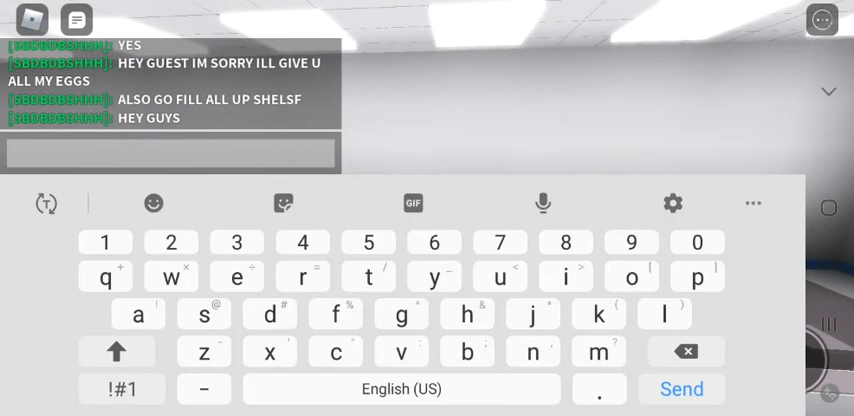 [SBDBDBSHHH]: YES
[SBDBDBSHHH]: HEY GUEST IM SORRY ILL GIVE U
ALL MY EGGS
[SBDBDBSHHH]: ALSO GO FILL ALL UP SHELSF
[SBDBDBSHHH]: HEY GUYS
GIF
1 2 3 4 5 6 7 8 9 0
q + w × e ÷ r = t / y _ u < i > o [ p ]
a ! s @ d # f % g ^ h & j * k ( l )
z - x ' c " v : b ; n , m ?
!#1 - English (US) . Send